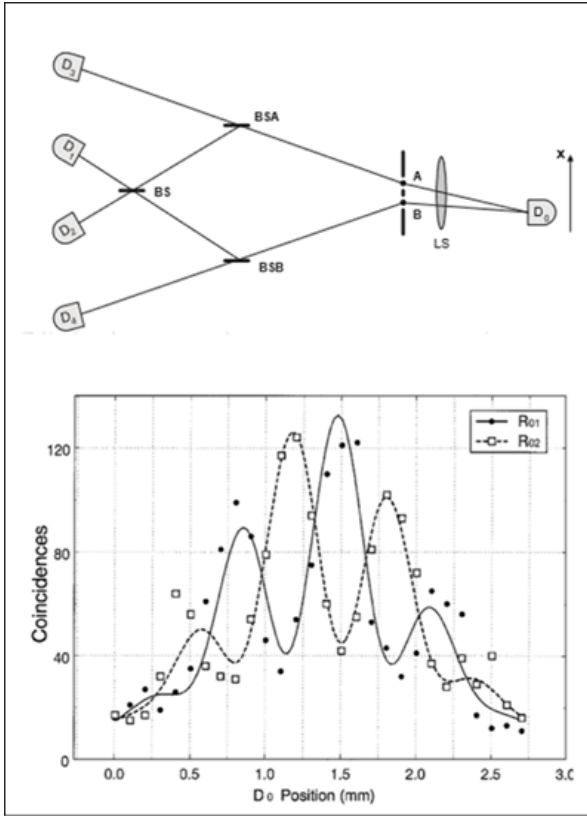 D₃
BSA
D₁
A
x
BS
B
D₀
D₂
LS
BSB
D₄
R₀₁
R₀₂
120
80
40
0
Coincidences
0.0 0.5 1.0 1.5 2.0 2.5 3.0
D₀ Position (mm)